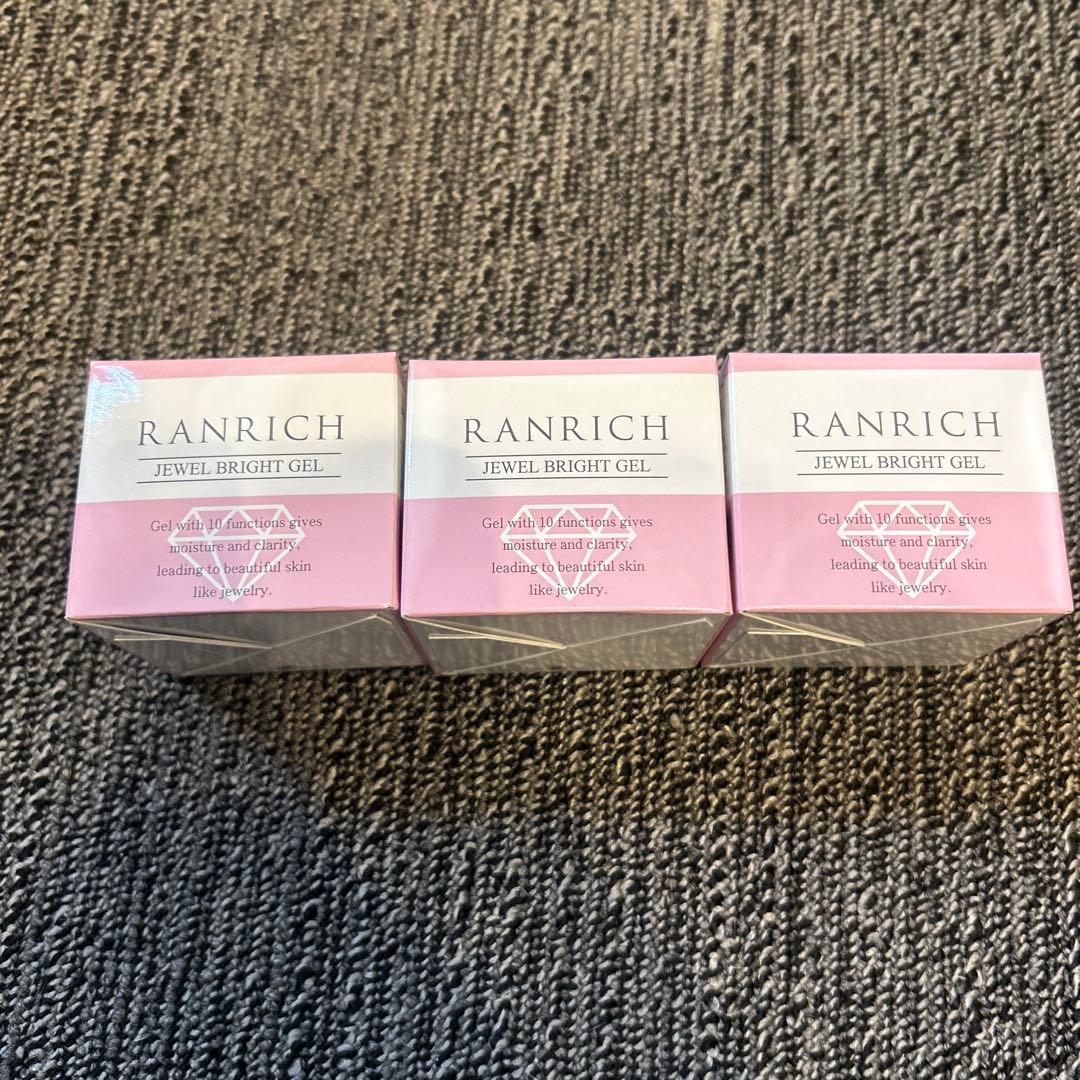 RANRICH
JEWEL BRIGHT GEL
Gel with 10 functions gives
moisture and clarity,
leading to beautiful skin
like jewelry.
RANRICH
JEWEL BRIGHT GEL
Gel with 10 functions gives
moisture and clarity,
leading to beautiful skin
like jewelry.
RANRICH
JEWEL BRIGHT GEL
Gel with 10 functions gives
moisture and clarity,
leading to beautiful skin
like jewelry.